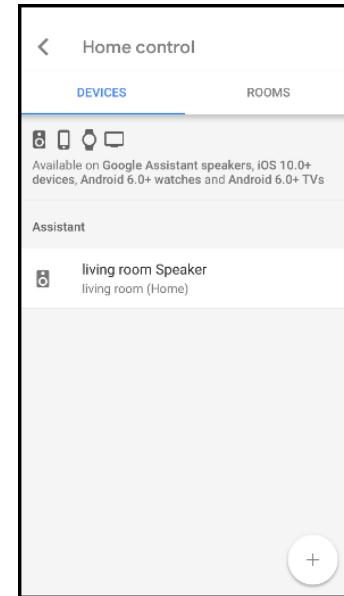 Home control
DEVICES
ROOMS
Available on Google Assistant speakers, iOS 10.0+
devices, Android 6.0+ watches and Android 6.0+ TVs
Assistant
living room Speaker
living room (Home)